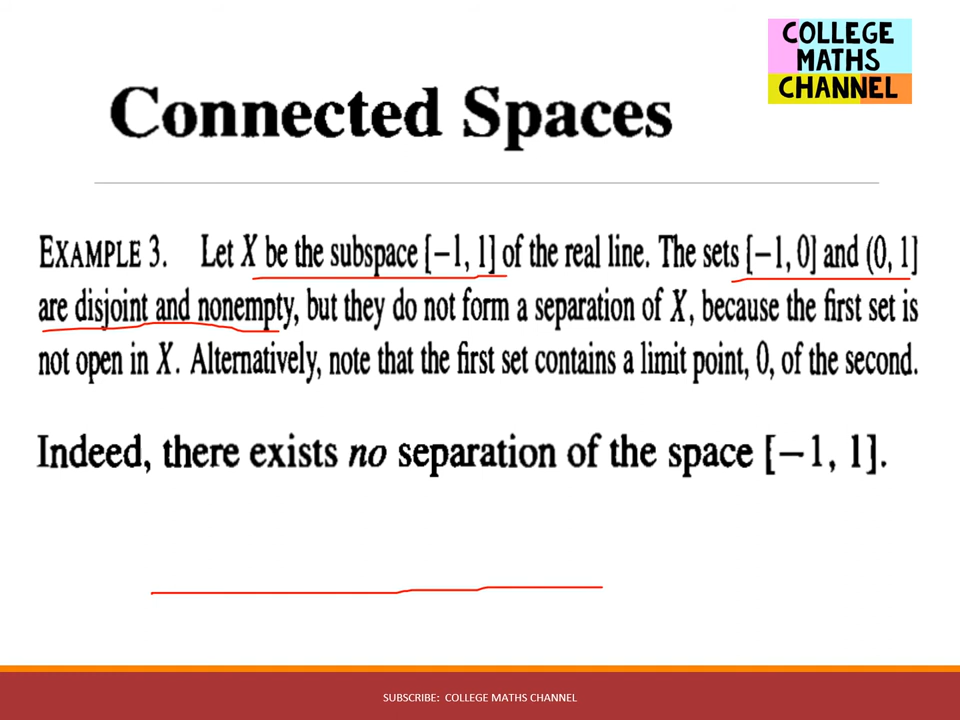 COLLEGE
MATHS
CHANNEL
Connected Spaces
EXAMPLE 3. Let X be the subspace [−1, 1] of the real line. The sets [−1, 0] and (0, 1]
are disjoint and nonempty, but they do not form a separation of X, because the first set is
not open in X. Alternatively, note that the first set contains a limit point, 0, of the second.
Indeed, there exists no separation of the space [−1, 1].
SUBSCRIBE: COLLEGE MATHS CHANNEL